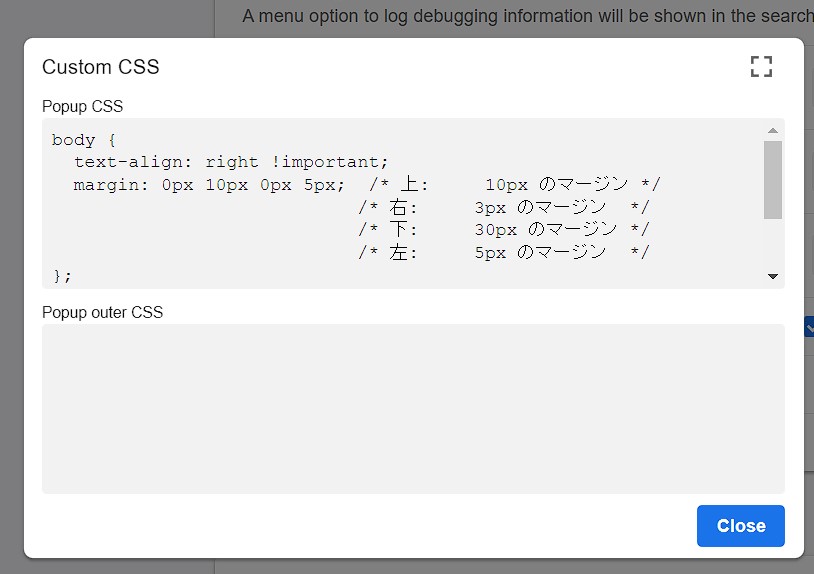 A menu option to log debugging information will be shown in the search
Custom CSS
Popup CSS
body {
  text-align: right !important;
  margin: 0px 10px 0px 5px;  /* 上:     10px のマージン */
                            /* 右:     3px のマージン  */
                            /* 下:     30px のマージン */
                            /* 左:     5px のマージン  */
};
Popup outer CSS
Close